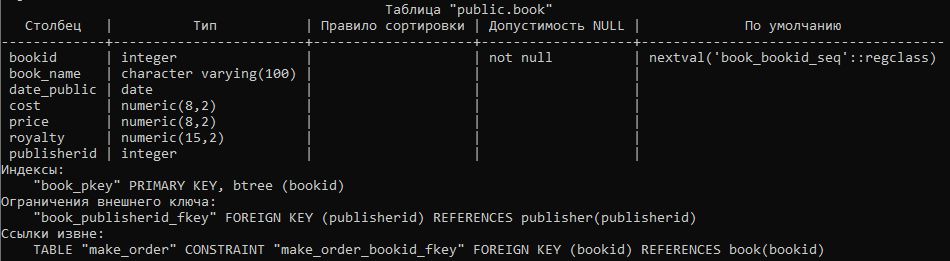 Таблица "public.book"
Столбец | Тип | Правило сортировки | Допустимость NULL | По умолчанию
-------------+------------------------+--------------------+-------------------+--------------------------------------
bookid | integer | | not null | nextval('book_bookid_seq'::regclass)
book_name | character varying(100) | | |
date_public | date | | |
cost | numeric(8,2) | | |
price | numeric(8,2) | | |
royalty | numeric(15,2) | | |
publisherid | integer | | |
Индексы:
"book_pkey" PRIMARY KEY, btree (bookid)
Ограничения внешнего ключа:
"book_publisherid_fkey" FOREIGN KEY (publisherid) REFERENCES publisher(publisherid)
Ссылки извне:
TABLE "make_order" CONSTRAINT "make_order_bookid_fkey" FOREIGN KEY (bookid) REFERENCES book(bookid)